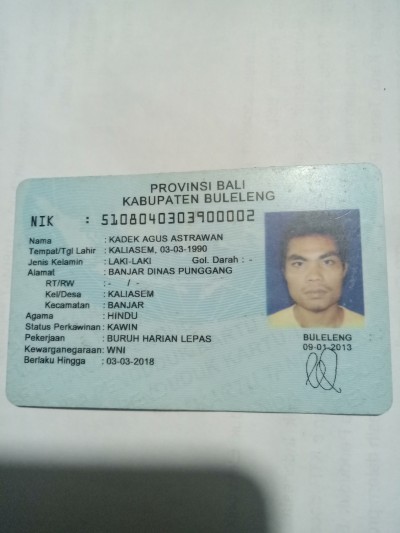 PROVINSI BALI
KABUPATEN BULELENG
NIK : 5108040303900002
Nama : KADEK AGUS ASTRAWAN
Tempat/Tgl Lahir : KALIASEM, 03-03-1990
Jenis Kelamin : LAKI-LAKI Gol. Darah : -
Alamat : BANJAR DINAS PUNGGANG
RT/RW : - / -
Kel/Desa : KALIASEM
Kecamatan : BANJAR
Agama : HINDU
Status Perkawinan: KAWIN
Pekerjaan : BURUH HARIAN LEPAS
Kewarganegaraan: WNI
Berlaku Hingga : 03-03-2018
BULELENG
09-01-2013